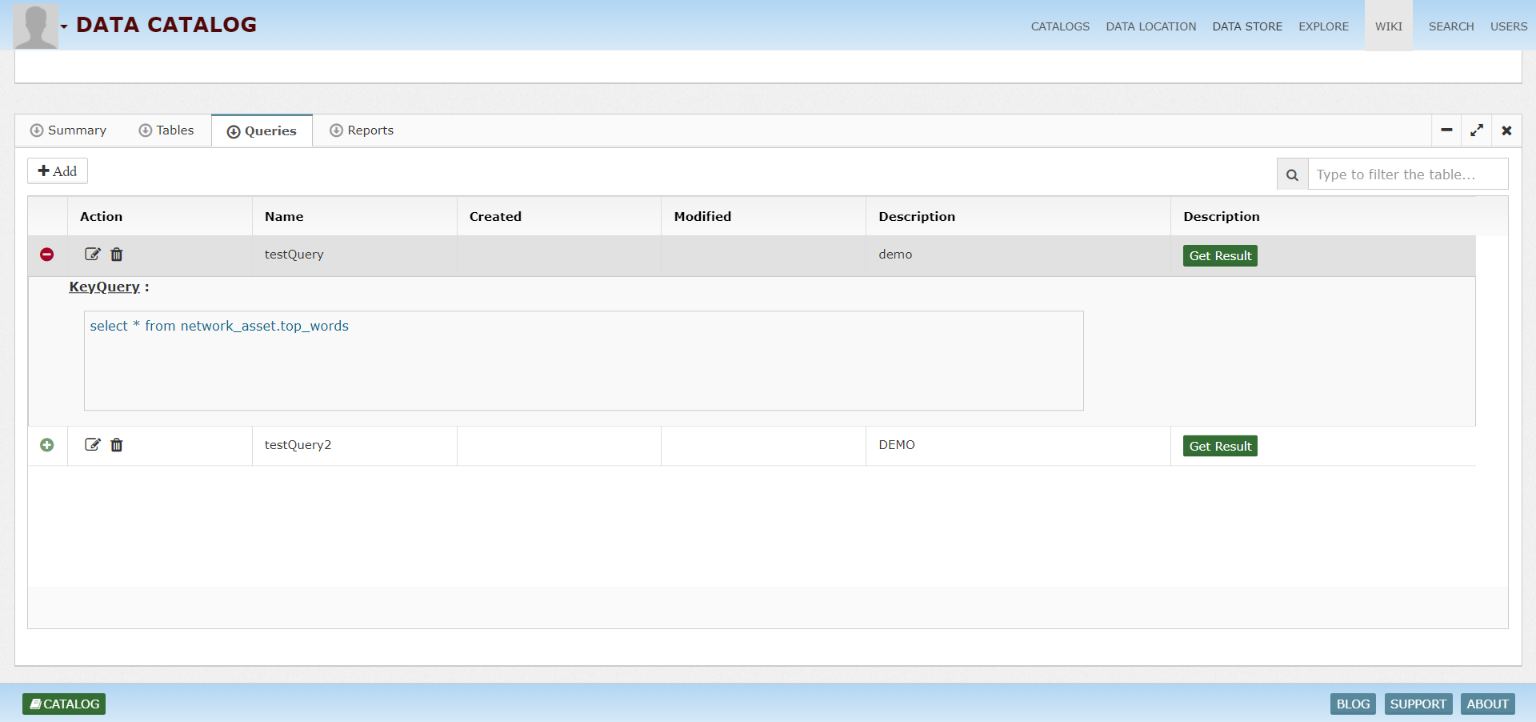 DATA CATALOG
CATALOGS DATA LOCATION DATA STORE EXPLORE WIKI SEARCH USERS
Summary Tables Queries Reports
Add
Type to filter the table...
Action Name Created Modified Description Description
testQuery demo Get Result
KeyQuery :
select * from network_asset.top_words
testQuery2 DEMO Get Result
CATALOG BLOG SUPPORT ABOUT